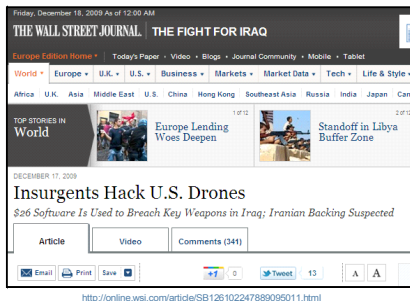 Friday, December 18, 2009 As of 12:00 AM
THE WALL STREET JOURNAL | THE FIGHT FOR IRAQ
Europe Edition Home Today's Paper • Video • Blogs • Journal Community • Mobile • Tablet
World Europe U.K. U.S. Business Markets Market Data Tech Life & Style
Africa U.K. Asia Middle East U.S. China Hong Kong Southeast Asia Russia India Japan Can
TOP STORIES IN
World
1 of 12
Europe Lending
Woes Deepen
2 of 12
Standoff in Libya
Buffer Zone
DECEMBER 17, 2009
Insurgents Hack U.S. Drones
$26 Software Is Used to Breach Key Weapons in Iraq; Iranian Backing Suspected
Article Video Comments (341)
Email Print Save +1 0 Tweet 13 A A
http://online.wsj.com/article/SB126102247889095011.html